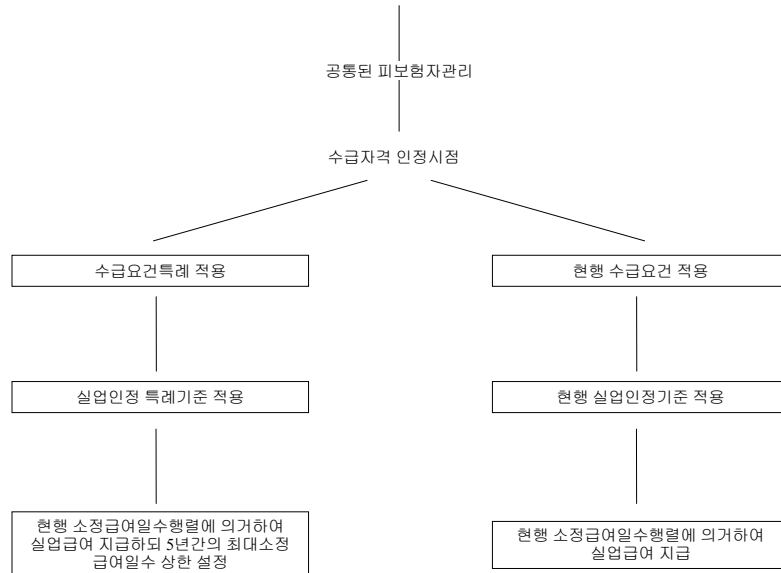 공통된 피보험자관리
수급자격 인정시점
수급요건특례 적용
현행 수급요건 적용
실업인정 특례기준 적용
현행 실업인정기준 적용
현행 소정급여일수행렬에 의거하여
실업급여 지급하되 5년간의 최대소정
급여일수 상한 설정
현행 소정급여일수행렬에 의거하여
실업급여 지급